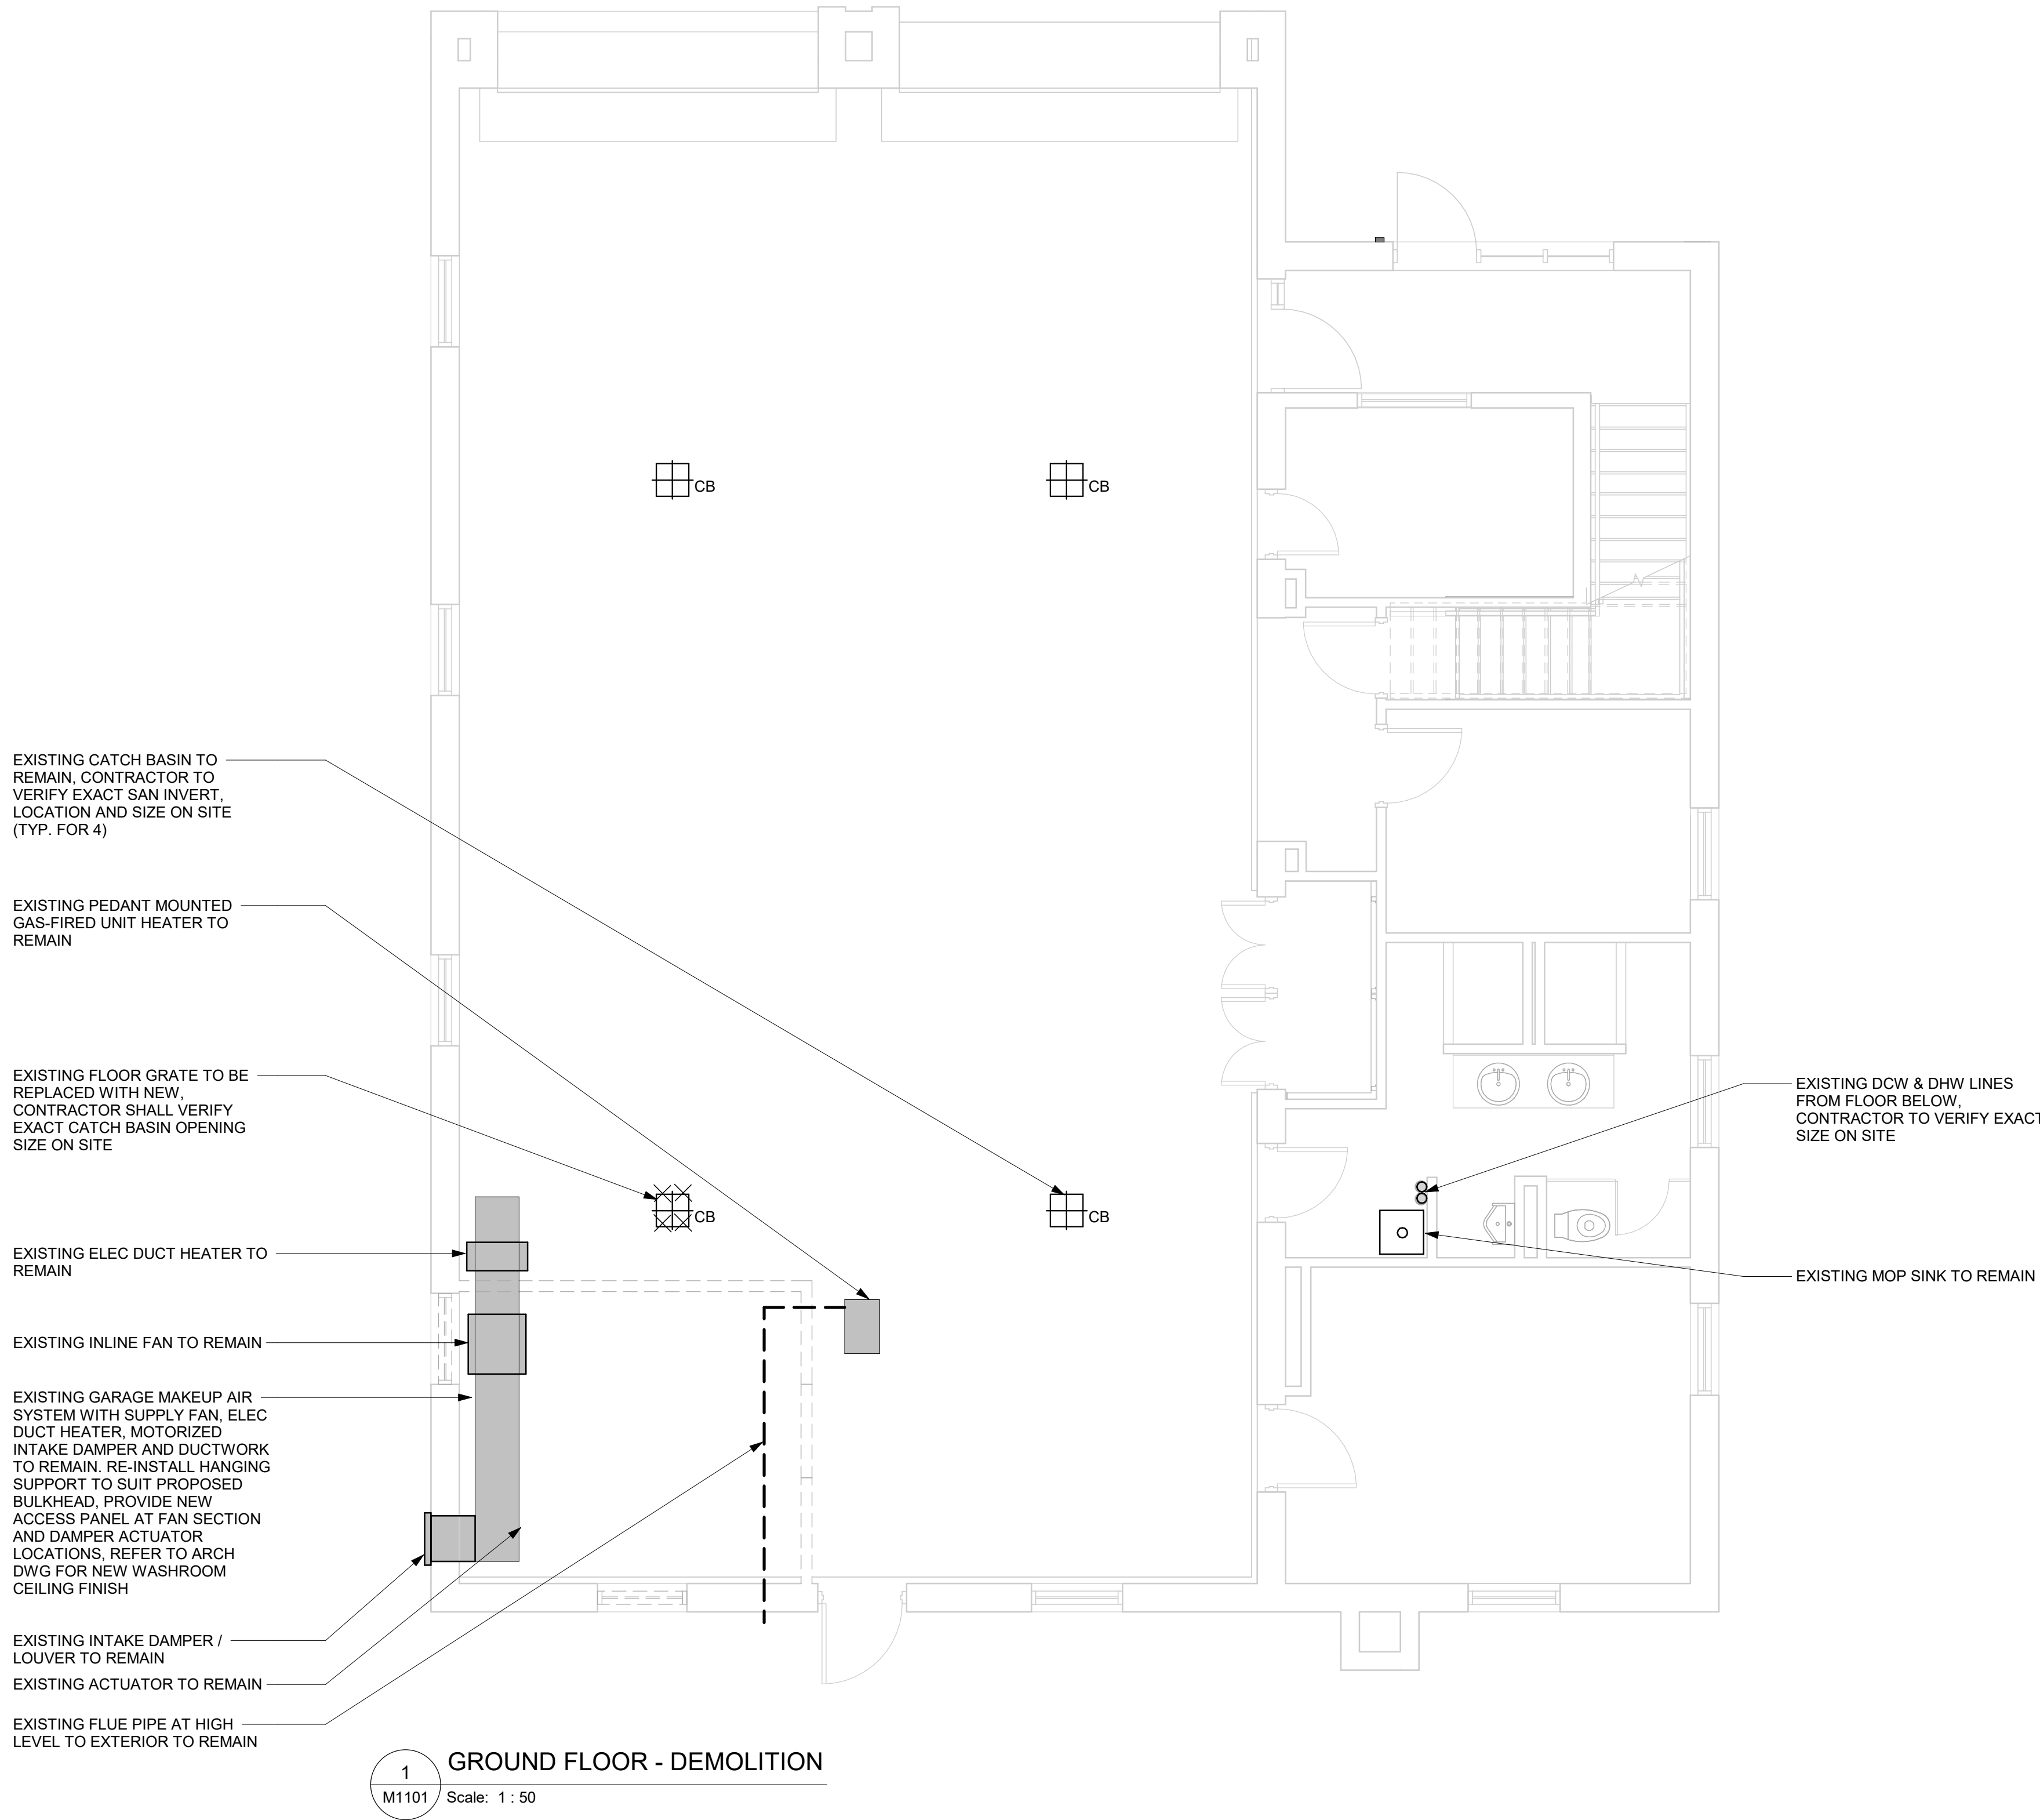 CB
CB
EXISTING CATCH BASIN TO
REMAIN, CONTRACTOR TO
VERIFY EXACT SAN INVERT,
LOCATION AND SIZE ON SITE
(TYP. FOR 4)
EXISTING PEDANT MOUNTED
GAS-FIRED UNIT HEATER TO
REMAIN
EXISTING FLOOR GRATE TO BE
REPLACED WITH NEW,
CONTRACTOR SHALL VERIFY
EXACT CATCH BASIN OPENING
SIZE ON SITE
EXISTING DCW & DHW LINES
FROM FLOOR BELOW,
CONTRACTOR TO VERIFY EXACT
SIZE ON SITE
CB
CB
EXISTING ELEC DUCT HEATER TO
REMAIN
EXISTING MOP SINK TO REMAIN
EXISTING INLINE FAN TO REMAIN
EXISTING GARAGE MAKEUP AIR
SYSTEM WITH SUPPLY FAN, ELEC
DUCT HEATER, MOTORIZED
INTAKE DAMPER AND DUCTWORK
TO REMAIN. RE-INSTALL HANGING
SUPPORT TO SUIT PROPOSED
BULKHEAD, PROVIDE NEW
ACCESS PANEL AT FAN SECTION
AND DAMPER ACTUATOR
LOCATIONS, REFER TO ARCH
DWG FOR NEW WASHROOM
CEILING FINISH
EXISTING INTAKE DAMPER /
LOUVER TO REMAIN
EXISTING ACTUATOR TO REMAIN
EXISTING FLUE PIPE AT HIGH
LEVEL TO EXTERIOR TO REMAIN
1
M1101
GROUND FLOOR - DEMOLITION
Scale: 1 : 50